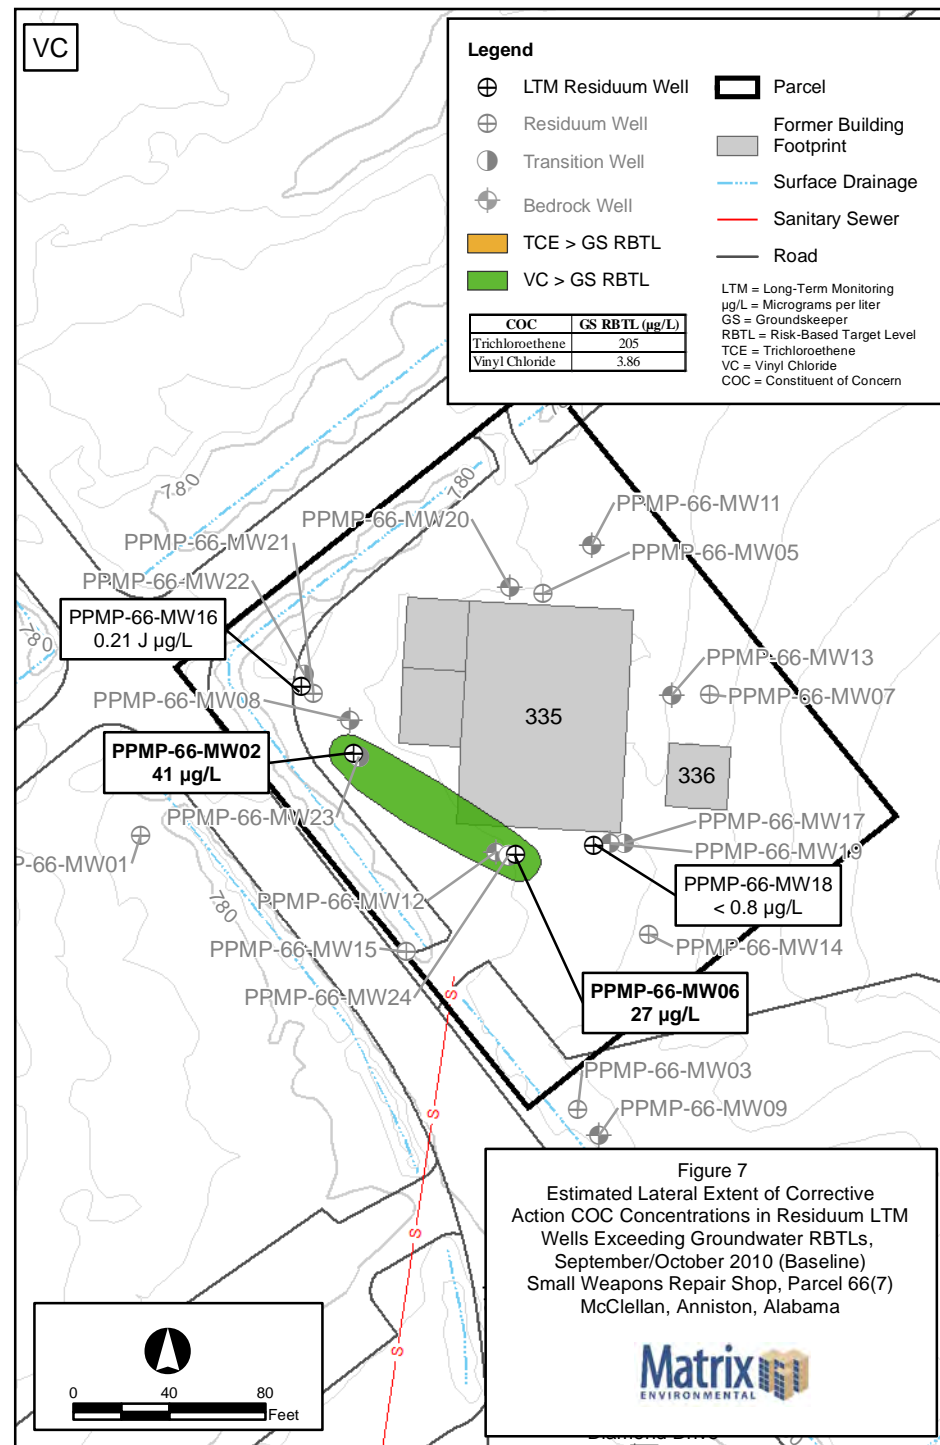 VC
Legend
LTM Residuum Well
Residuum Well
Transition Well
Bedrock Well
TCE > GS RBTL
VC > GS RBTL
Parcel
Former Building
Footprint
Surface Drainage
Sanitary Sewer
Road
COC GS RBTL (µg/L)
Trichloroethene 205
Vinyl Chloride 3.86
LTM = Long-Term Monitoring
µg/L = Micrograms per liter
GS = Groundskeeper
RBTL = Risk-Based Target Level
TCE = Trichloroethene
VC = Vinyl Chloride
COC = Constituent of Concern
780
780
PPMP-66-MW20
PPMP-66-MW11
PPMP-66-MW21
PPMP-66-MW05
PPMP-66-MW22
PPMP-66-MW16
0.21 J µg/L
780
PPMP-66-MW13
PPMP-66-MW07
PPMP-66-MW08
335
PPMP-66-MW02
41 µg/L
336
PPMP-66-MW23
PPMP-66-MW17
P-66-MW01
PPMP-66-MW19
PPMP-66-MW18
< 0.8 µg/L
PPMP-66-MW12
780
PPMP-66-MW15
PPMP-66-MW14
PPMP-66-MW24
S
PPMP-66-MW06
27 µg/L
PPMP-66-MW03
PPMP-66-MW09
S
S
S
Figure 7
Estimated Lateral Extent of Corrective
Action COC Concentrations in Residuum LTM
Wells Exceeding Groundwater RBTLs,
September/October 2010 (Baseline)
Small Weapons Repair Shop, Parcel 66(7)
McClellan, Anniston, Alabama
Matrix
ENVIRONMENTAL
0 40 80
Feet
Diamond Drive